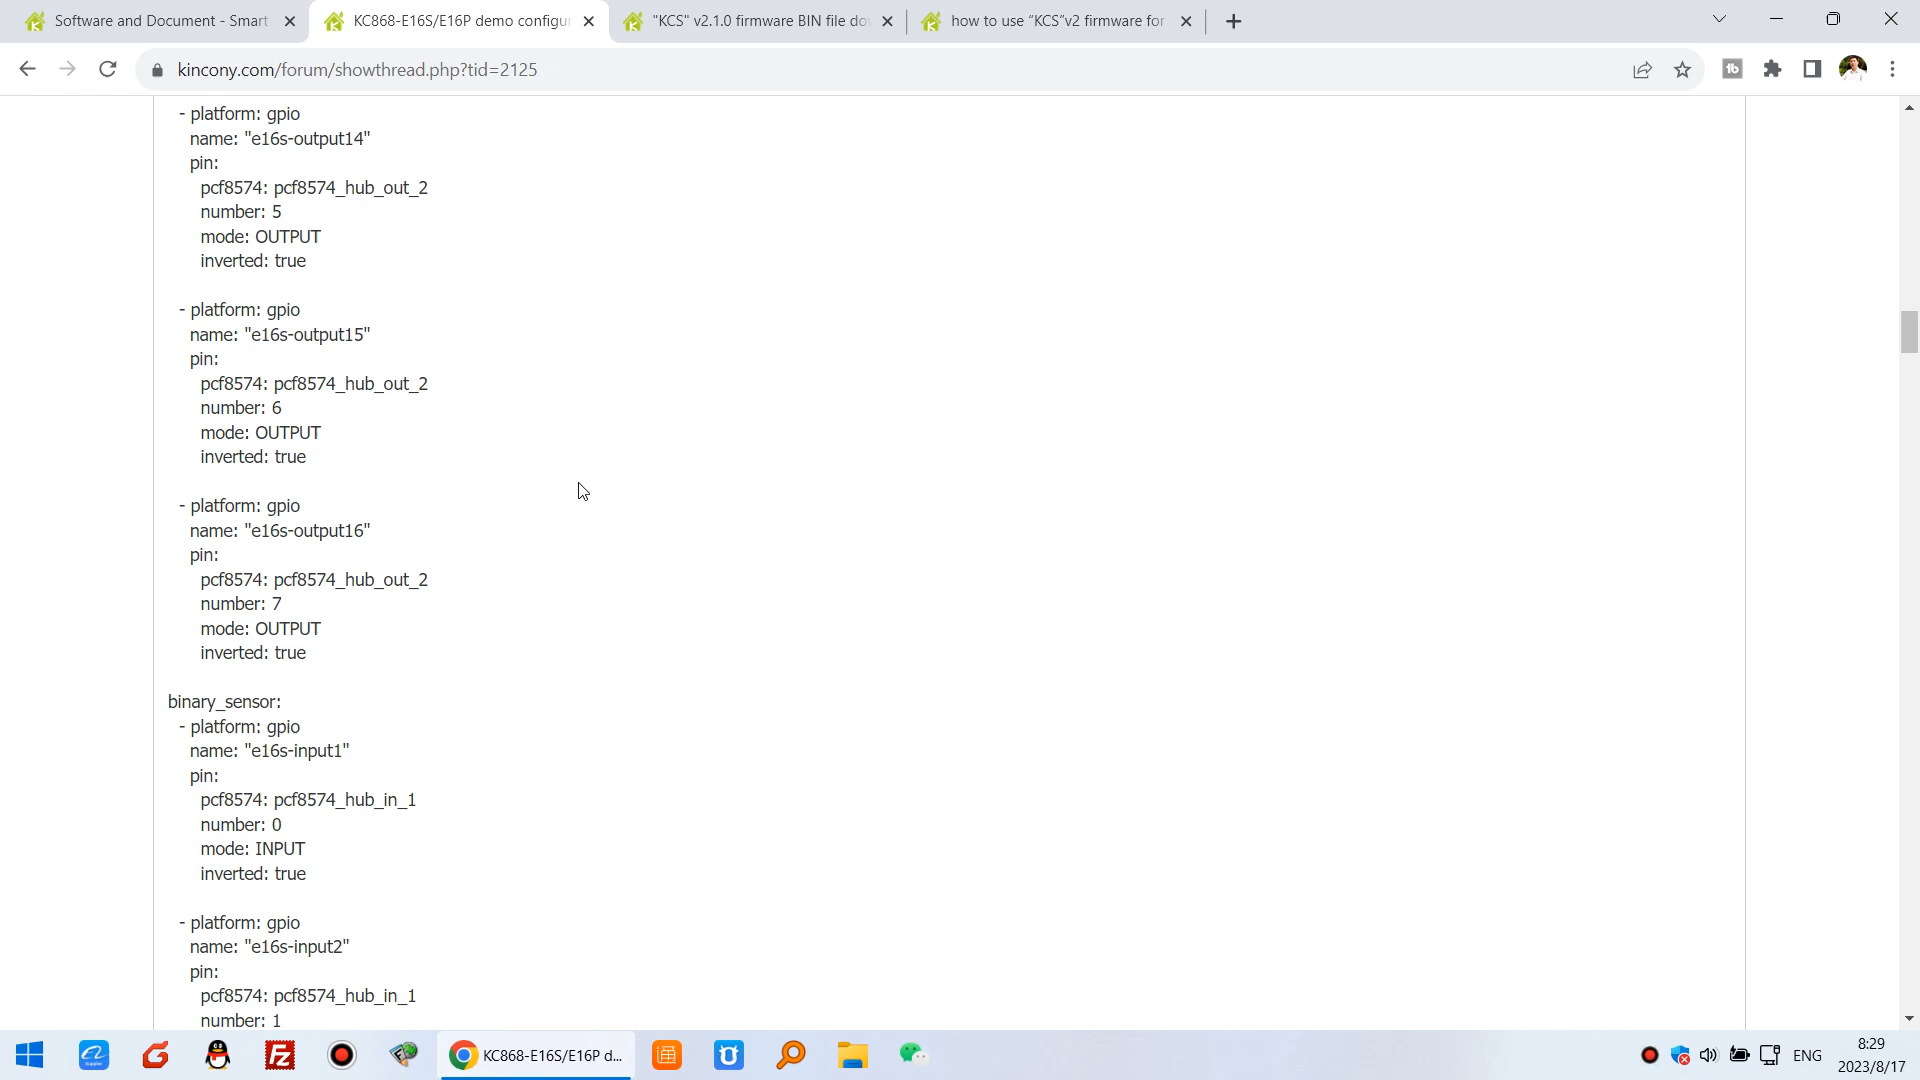 Software and Document - Smart
KC868-E16S/E16P demo configur
"KCS" v2.1.0 firmware BIN file do
how to use “KCS”v2 firmware for
kincony.com/forum/showthread.php?tid=2125
- platform: gpio
name: "e16s-output14"
pin:
pcf8574: pcf8574_hub_out_2
number: 5
mode: OUTPUT
inverted: true
- platform: gpio
name: "e16s-output15"
pin:
pcf8574: pcf8574_hub_out_2
number: 6
mode: OUTPUT
inverted: true
- platform: gpio
name: "e16s-output16"
pin:
pcf8574: pcf8574_hub_out_2
number: 7
mode: OUTPUT
inverted: true
binary_sensor:
- platform: gpio
name: "e16s-input1"
pin:
pcf8574: pcf8574_hub_in_1
number: 0
mode: INPUT
inverted: true
- platform: gpio
name: "e16s-input2"
pin:
pcf8574: pcf8574_hub_in_1
number: 1
KC868-E16S/E16P d...
ENG
8:29
2023/8/17